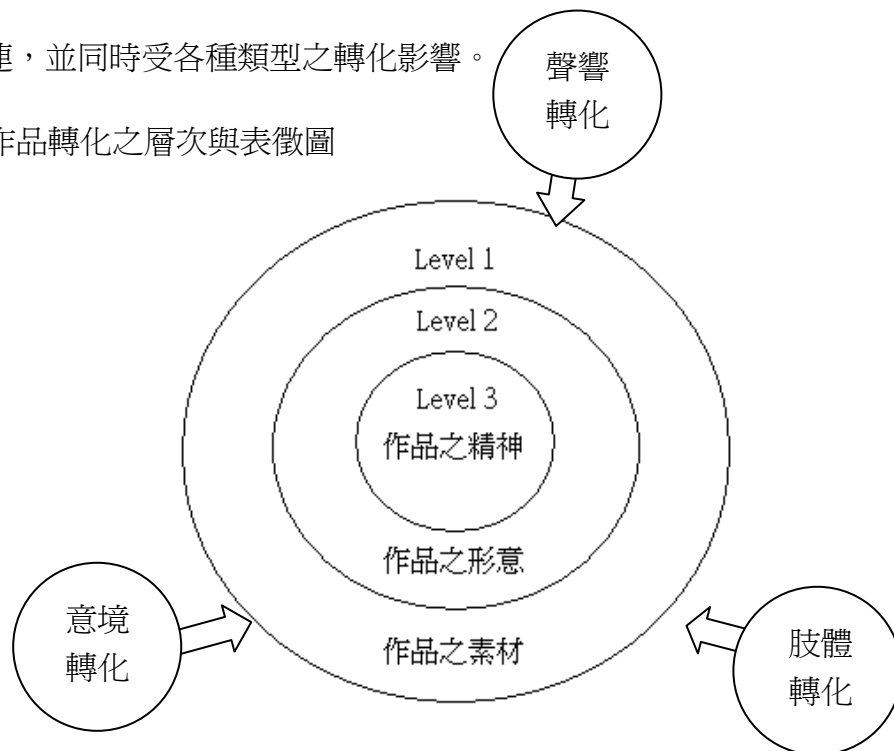 連，並同時受各種類型之轉化影響。
作品轉化之層次與表徵圖
聲響
轉化
Level 1
Level 2
Level 3
作品之精神
作品之形意
作品之素材
意境
轉化
肢體
轉化